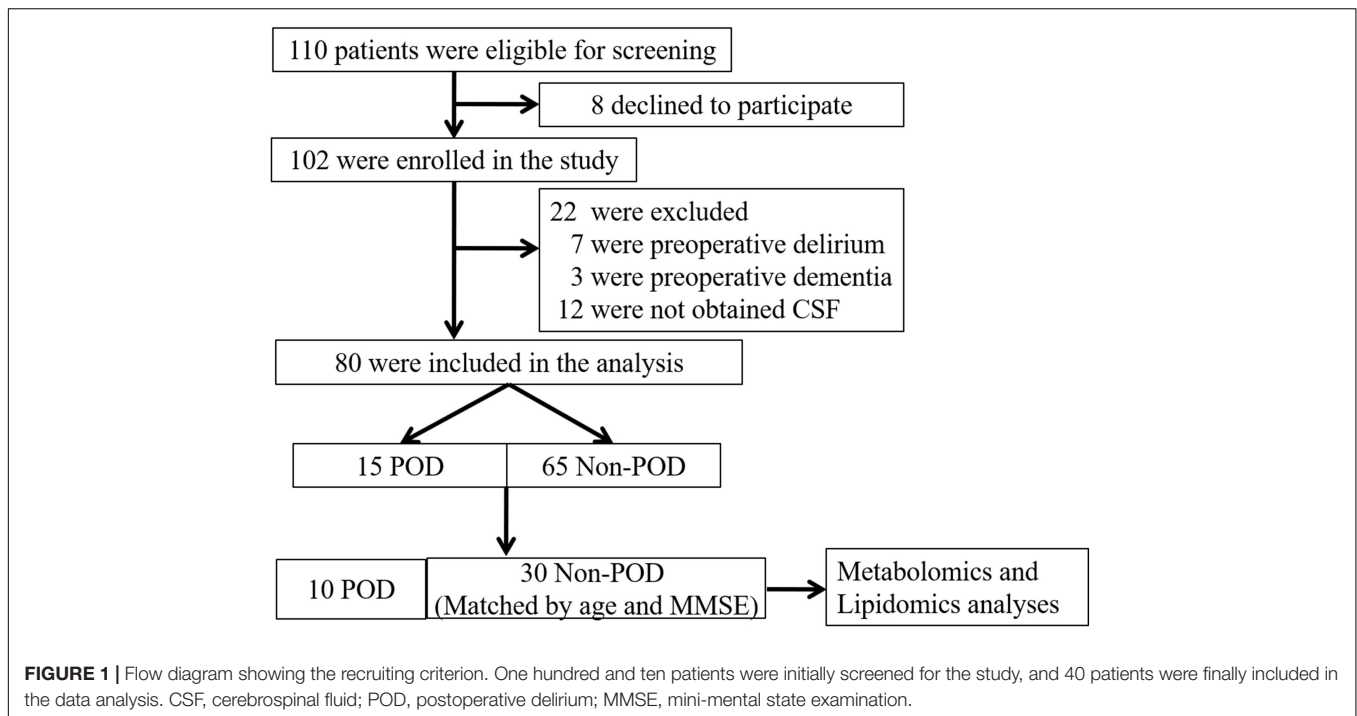 110 patients were eligible for screening
8 declined to participate
102 were enrolled in the study
22 were excluded
7 were preoperative delirium
3 were preoperative dementia
12 were not obtained CSF
80 were included in the analysis
15 POD
65 Non-POD
10 POD
30 Non-POD
(Matched by age and MMSE)
Metabolomics and
Lipidomics analyses
FIGURE 1 | Flow diagram showing the recruiting criterion. One hundred and ten patients were initially screened for the study, and 40 patients were finally included in
the data analysis. CSF, cerebrospinal fluid; POD, postoperative delirium; MMSE, mini-mental state examination.